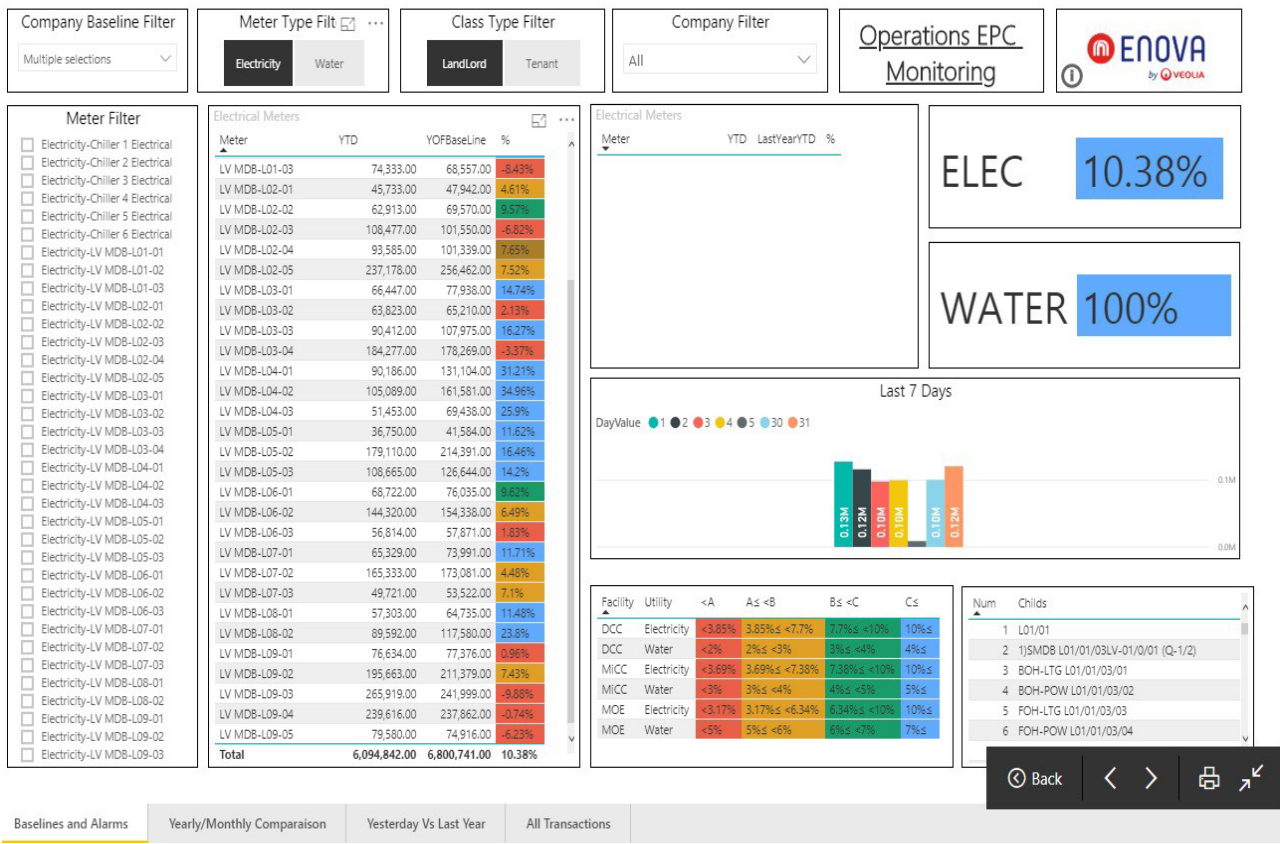 Company Baseline Filter
Multiple selections
Meter Type Filt
Electricity Water
Class Type Filter
LandLord Tenant
Company Filter
All
Operations EPC
Monitoring
ENOVA
by VEOLIA
Meter Filter
Electricity-Chiller 1 Electrical
Electricity-Chiller 2 Electrical
Electricity-Chiller 3 Electrical
Electricity-Chiller 4 Electrical
Electricity-Chiller 5 Electrical
Electricity-Chiller 6 Electrical
Electricity-LV MDB-L01-01
Electricity-LV MDB-L01-02
Electricity-LV MDB-L01-03
Electricity-LV MDB-L02-01
Electricity-LV MDB-L02-02
Electricity-LV MDB-L02-03
Electricity-LV MDB-L02-04
Electricity-LV MDB-L02-05
Electricity-LV MDB-L03-01
Electricity-LV MDB-L03-02
Electricity-LV MDB-L03-03
Electricity-LV MDB-L03-04
Electricity-LV MDB-L04-01
Electricity-LV MDB-L04-02
Electricity-LV MDB-L04-03
Electricity-LV MDB-L05-01
Electricity-LV MDB-L05-02
Electricity-LV MDB-L05-03
Electricity-LV MDB-L06-01
Electricity-LV MDB-L06-02
Electricity-LV MDB-L06-03
Electricity-LV MDB-L07-01
Electricity-LV MDB-L07-02
Electricity-LV MDB-L07-03
Electricity-LV MDB-L08-01
Electricity-LV MDB-L08-02
Electricity-LV MDB-L09-01
Electricity-LV MDB-L09-02
Electricity-LV MDB-L09-03
Electrical Meters
Meter YTD YOFBaseLine %
LV MDB-L01-03 74,333.00 68,557.00 -8.43%
LV MDB-L02-01 45,733.00 47,942.00 4.61%
LV MDB-L02-02 62,913.00 69,570.00 9.57%
LV MDB-L02-03 108,477.00 101,550.00 -6.82%
LV MDB-L02-04 93,585.00 101,339.00 7.65%
LV MDB-L02-05 237,178.00 256,462.00 7.52%
LV MDB-L03-01 66,447.00 77,938.00 14.74%
LV MDB-L03-02 63,823.00 65,210.00 2.13%
LV MDB-L03-03 90,412.00 107,975.00 16.27%
LV MDB-L03-04 184,277.00 178,269.00 -3.37%
LV MDB-L04-01 90,186.00 131,104.00 31.21%
LV MDB-L04-02 105,089.00 161,581.00 34.96%
LV MDB-L04-03 51,453.00 69,438.00 25.9%
LV MDB-L05-01 36,750.00 41,584.00 11.62%
LV MDB-L05-02 179,110.00 214,391.00 16.46%
LV MDB-L05-03 108,665.00 126,644.00 14.2%
LV MDB-L06-01 68,722.00 76,035.00 9.62%
LV MDB-L06-02 144,320.00 154,338.00 6.49%
LV MDB-L06-03 56,814.00 57,871.00 1.83%
LV MDB-L07-01 65,329.00 73,991.00 11.71%
LV MDB-L07-02 165,333.00 173,081.00 4.48%
LV MDB-L07-03 49,721.00 53,522.00 7.1%
LV MDB-L08-01 57,303.00 64,735.00 11.48%
LV MDB-L08-02 89,592.00 117,580.00 23.8%
LV MDB-L09-01 76,634.00 77,376.00 0.96%
LV MDB-L09-02 195,663.00 211,379.00 7.43%
LV MDB-L09-03 265,919.00 241,999.00 -9.88%
LV MDB-L09-04 239,616.00 237,862.00 -0.74%
LV MDB-L09-05 79,580.00 74,916.00 -6.23%
Total 6,094,842.00 6,800,741.00 10.38%
Electrical Meters
Meter YTD LastYearYTD %
ELEC 10.38%
WATER 100%
Last 7 Days
DayValue 1 2 3 4 5 30 31
0.1M
0.0M
0.13M 0.12M 0.10M 0.10M 0.10M 0.12M
Facility Utility <A A≤ <B B≤ <C C≤
DCC Electricity <3.85% 3.85%≤ <7.7% 7.7%≤ <10% 10%≤
DCC Water <2% 2%≤ <3% 3%≤ <4% 4%≤
MiCC Electricity <3.69% 3.69%≤ <7.38% 7.38%≤ <10% 10%≤
MiCC Water <3% 3%≤ <4% 4%≤ <5% 5%≤
MOE Electricity <3.17% 3.17%≤ <6.34% 6.34%≤ <10% 10%≤
MOE Water <5% 5%≤ <6% 6%≤ <7% 7%≤
Num Childs
1 L01/01
2 1)SMDB L01/01/03LV-01/0/01 (Q-1/2)
3 BOH-LTG L01/01/03/01
4 BOH-POW L01/01/03/02
5 FOH-LTG L01/01/03/03
6 FOH-POW L01/01/03/04
Back
Baselines and Alarms Yearly/Monthly Comparaison Yesterday Vs Last Year All Transactions